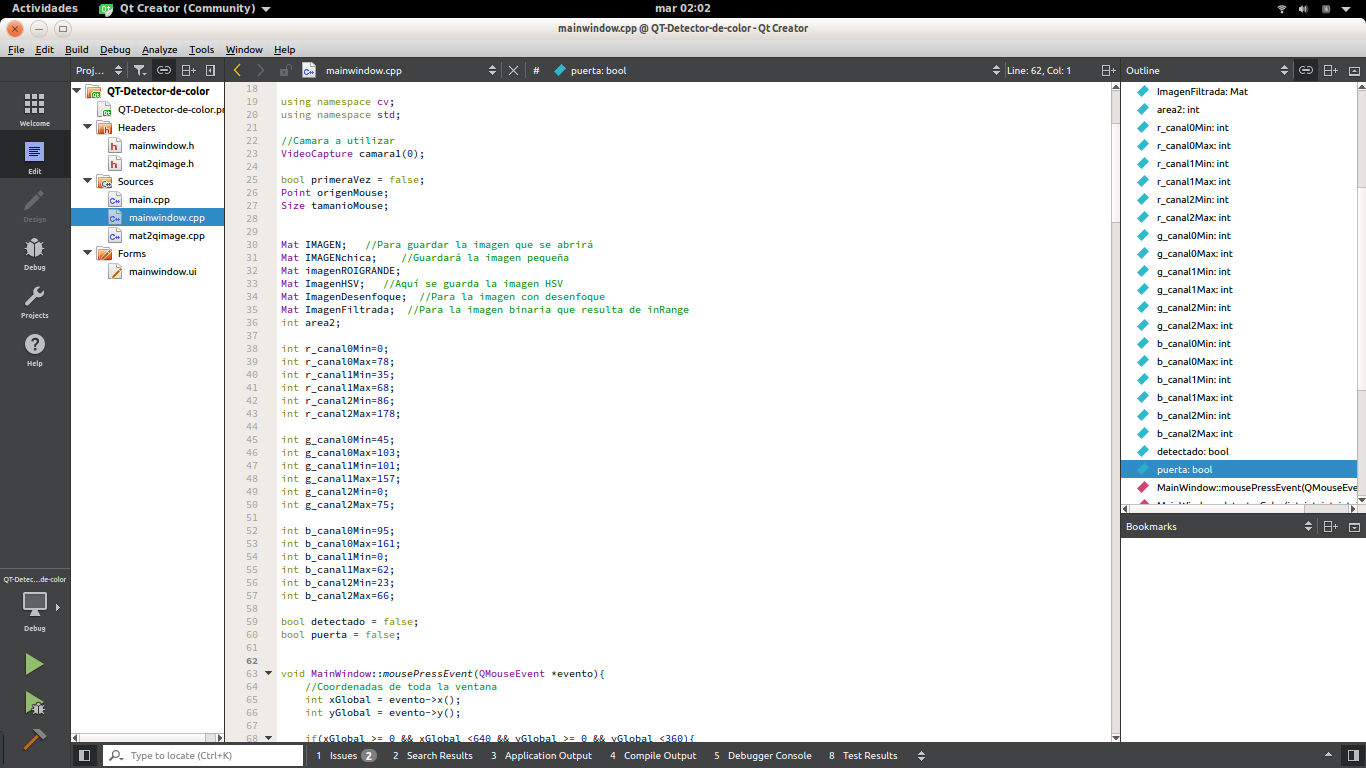 Actividades
Qt Creator (Community)
mar 02:02
mainwindow.cpp @ QT-Detector-de-color - Qt Creator
File Edit Build Debug Analyze Tools Window Help
Proj...
mainwindow.cpp
#
puerta: bool
Line: 62, Col: 1
Outline
Welcome
Edit
Design
Debug
Projects
Help
QT-Detec...de-color
Debug
QT-Detector-de-color
QT-Detector-de-color.pr
Headers
mainwindow.h
mat2qimage.h
Sources
main.cpp
mainwindow.cpp
mat2qimage.cpp
Forms
mainwindow.ui
18
19 using namespace cv;
20 using namespace std;
21
22 //Camara a utilizar
23 VideoCapture camara1(0);
24
25 bool primeraVez = false;
26 Point origenMouse;
27 Size tamanioMouse;
28
29
30 Mat IMAGEN;   //Para guardar la imagen que se abrirá
31 Mat IMAGENchica;    //Guardará la imagen pequeña
32 Mat imagenROIGRANDE;
33 Mat ImagenHSV;   //Aquí se guarda la imagen HSV
34 Mat ImagenDesenfoque;  //Para la imagen con desenfoque
35 Mat ImagenFiltrada;  //Para la imagen binaria que resulta de inRange
36 int area2;
37
38 int r_canal0Min=0;
39 int r_canal0Max=78;
40 int r_canal1Min=35;
41 int r_canal1Max=68;
42 int r_canal2Min=86;
43 int r_canal2Max=178;
44
45 int g_canal0Min=45;
46 int g_canal0Max=103;
47 int g_canal1Min=101;
48 int g_canal1Max=157;
49 int g_canal2Min=0;
50 int g_canal2Max=75;
51
52 int b_canal0Min=95;
53 int b_canal0Max=161;
54 int b_canal1Min=0;
55 int b_canal1Max=62;
56 int b_canal2Min=23;
57 int b_canal2Max=66;
58
59 bool detectado = false;
60 bool puerta = false;
61
62
63 void MainWindow::mousePressEvent(QMouseEvent *evento){
64     //Coordenadas de toda la ventana
65     int xGlobal = evento->x();
66     int yGlobal = evento->y();
67
68     if(xGlobal >= 0 && xGlobal <640 && yGlobal >= 0 && yGlobal <360){
ImagenFiltrada: Mat
area2: int
r_canal0Min: int
r_canal0Max: int
r_canal1Min: int
r_canal1Max: int
r_canal2Min: int
r_canal2Max: int
g_canal0Min: int
g_canal0Max: int
g_canal1Min: int
g_canal1Max: int
g_canal2Min: int
g_canal2Max: int
b_canal0Min: int
b_canal0Max: int
b_canal1Min: int
b_canal1Max: int
b_canal2Min: int
b_canal2Max: int
detectado: bool
puerta: bool
MainWindow::mousePressEvent(QMouseEve
Bookmarks
Type to locate (Ctrl+K)
1 Issues 2
2 Search Results
3 Application Output
4 Compile Output
5 Debugger Console
8 Test Results